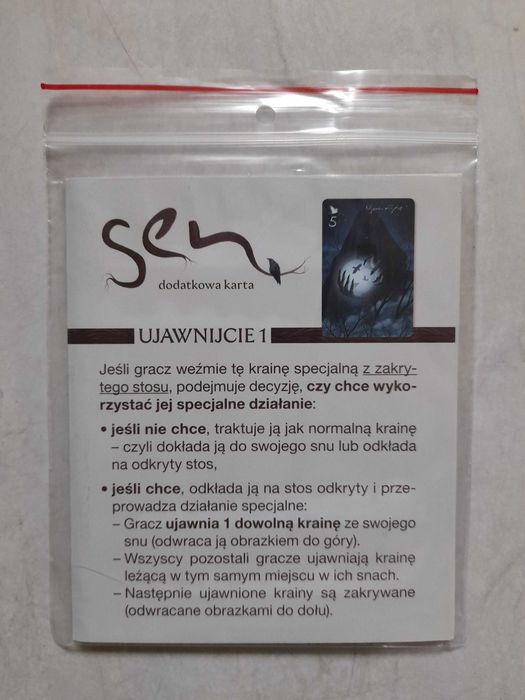 sen
dodatkowa karta
5
UJAWNIJCIE 1
Jeśli gracz weźmie tę krainę specjalną z zakry-
tego stosu, podejmuje decyzję, czy chce wyko-
rzystać jej specjalne działanie:
• jeśli nie chce, traktuje ją jak normalną krainę
– czyli dokłada ją do swojego snu lub odkłada
na odkryty stos,
• jeśli chce, odkłada ją na stos odkryty i prze-
prowadza działanie specjalne:
– Gracz ujawnia 1 dowolną krainę ze swojego
snu (odwraca ją obrazkiem do góry).
– Wszyscy pozostali gracze ujawniają krainę
leżącą w tym samym miejscu w ich snach.
– Następnie ujawnione krainy są zakrywane
(odwracane obrazkami do dołu).